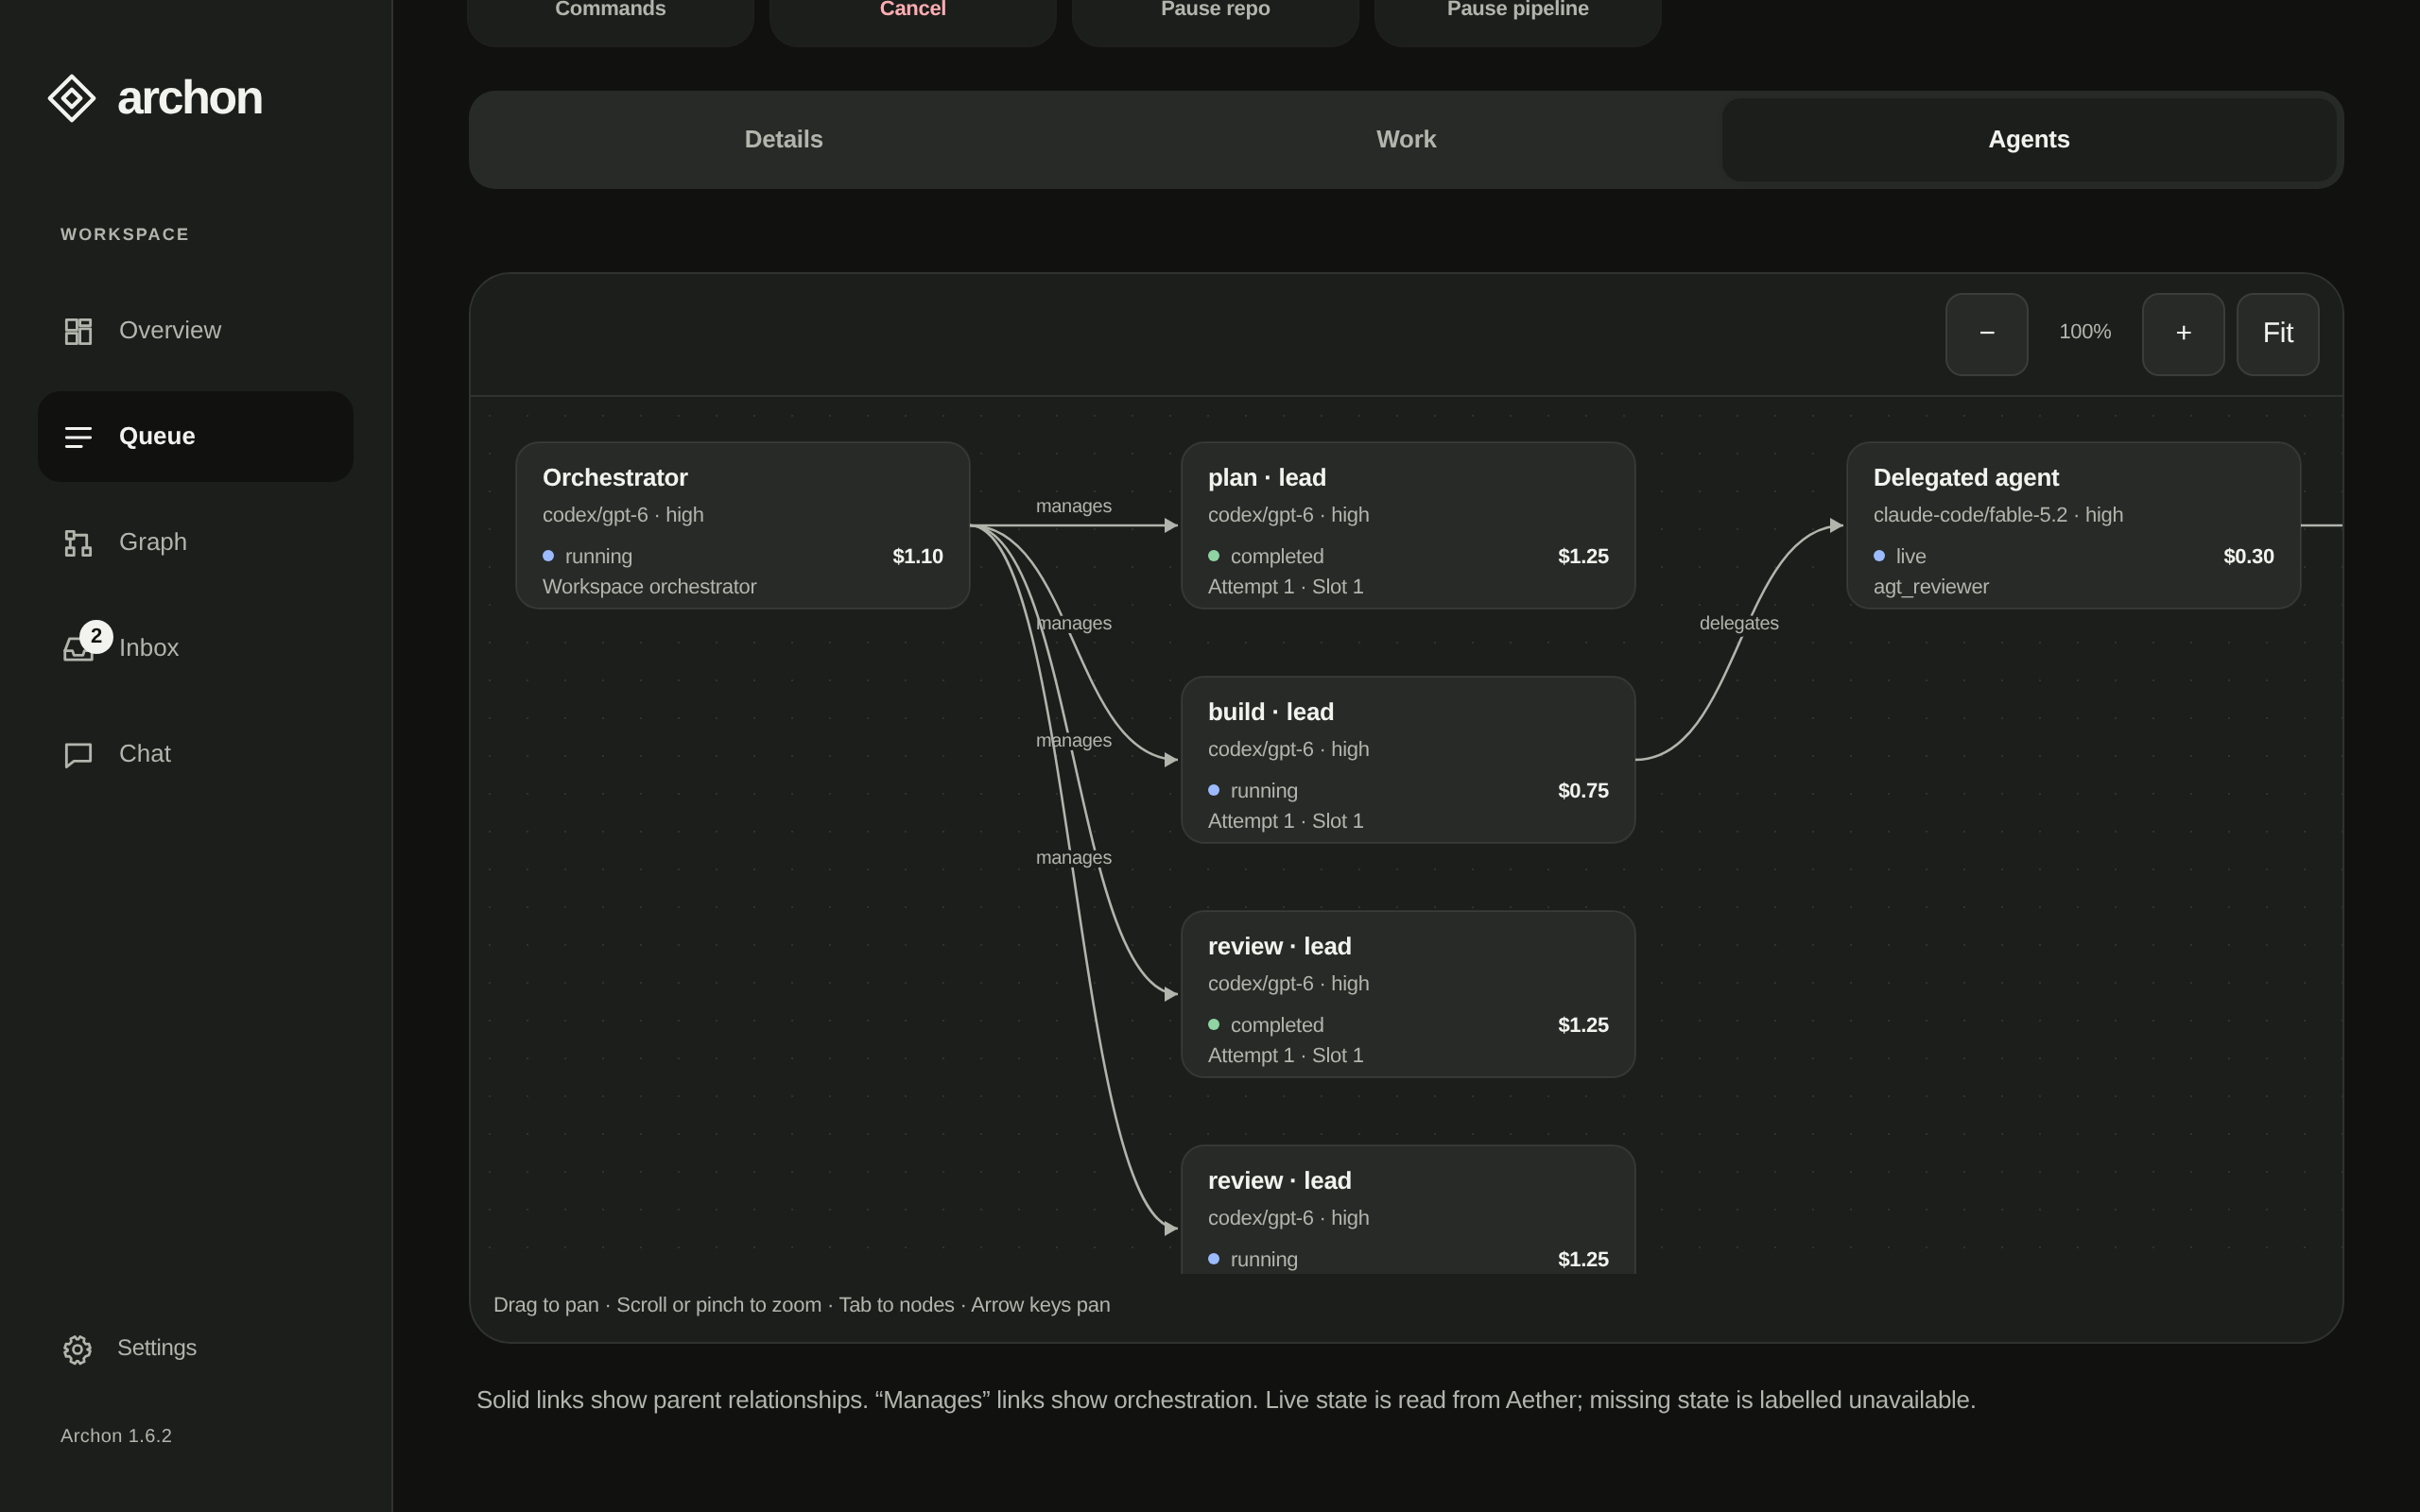 Commands
Cancel
Pause repo
Pause pipeline
archon
Details
Work
Agents
WORKSPACE
Overview
Queue
Graph
2
Inbox
Chat
Settings
Archon 1.6.2
−
100%
+
Fit
Orchestrator
codex/gpt-6 · high
running
$1.10
Workspace orchestrator
manages
manages
manages
manages
plan · lead
codex/gpt-6 · high
completed
$1.25
Attempt 1 · Slot 1
build · lead
codex/gpt-6 · high
running
$0.75
Attempt 1 · Slot 1
review · lead
codex/gpt-6 · high
completed
$1.25
Attempt 1 · Slot 1
review · lead
codex/gpt-6 · high
running
$1.25
delegates
Delegated agent
claude-code/fable-5.2 · high
live
$0.30
agt_reviewer
Drag to pan · Scroll or pinch to zoom · Tab to nodes · Arrow keys pan
Solid links show parent relationships. “Manages” links show orchestration. Live state is read from Aether; missing state is labelled unavailable.